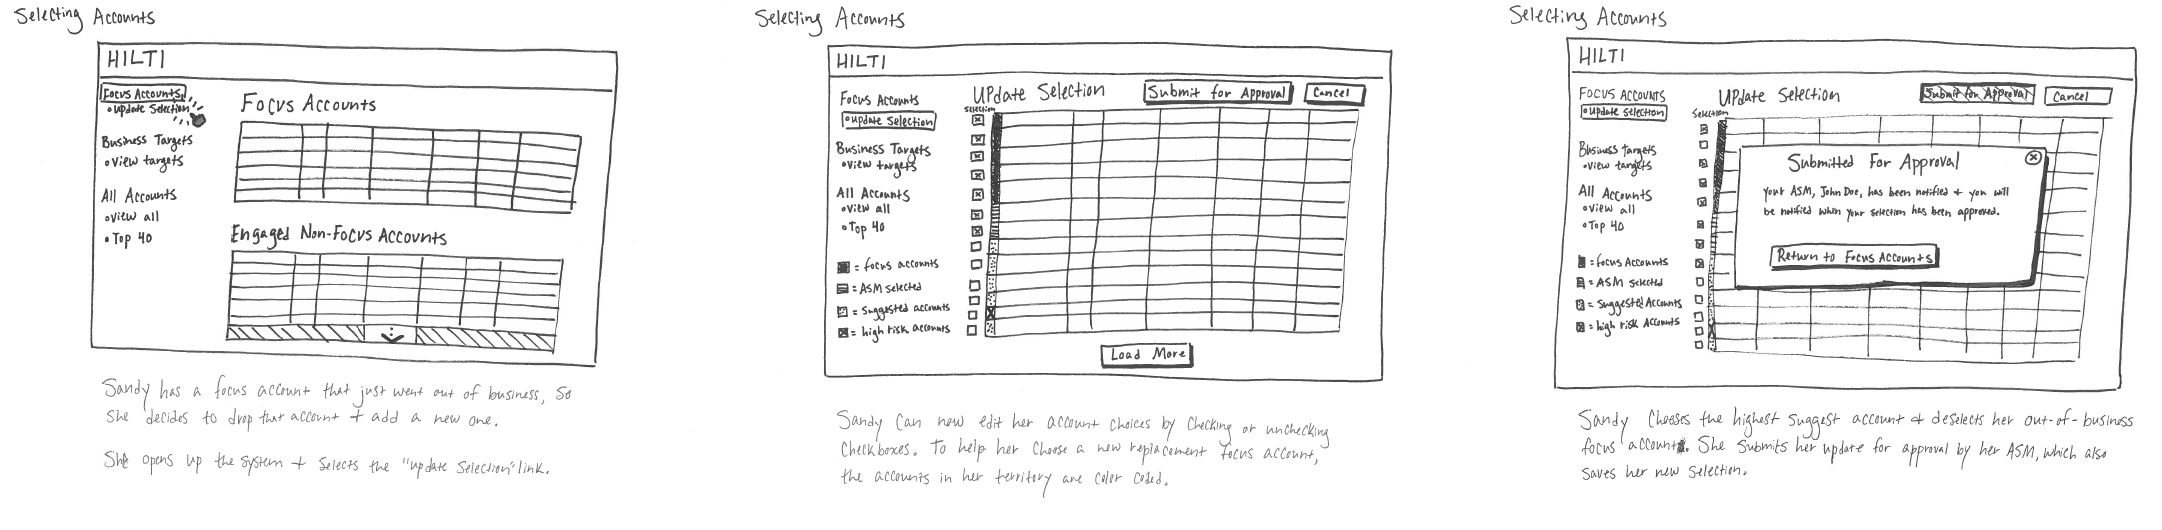 Selecting Accounts
HILTI
Focus Accounts
• update selection
Business Targets
• view targets
All Accounts
• view all
• Top 40
Focus Accounts
Engaged Non-Focus Accounts
Sandy has a focus account that just went out of business, so
she decides to drop that account + add a new one.
She opens up the system + selects the "update selection" link.
Selecting Accounts
HILTI
Focus Accounts
• update selection
Business Targets
• view targets
All Accounts
• view all
• Top 40
= focus accounts
= ASM selected
= suggested accounts
= high risk accounts
Update Selection
Submit for Approval
Cancel
Selection
Load More
Sandy can now edit her account choices by checking or unchecking
checkboxes. To help her choose a new replacement focus account,
the accounts in her territory are color coded.
Selecting Accounts
HILTI
Focus Accounts
• update selection
Business targets
• view targets
All Accounts
• view all
• Top 40
= focus Accounts
= ASM selected
= suggested Accounts
= high risk Accounts
Update Selection
Submit for Approval
Cancel
Selection
Submitted For Approval
Your ASM, John Doe, has been notified + you will
be notified when your selection has been approved.
Return to Focus Accounts
Sandy chooses the highest suggest account + deselects her out-of-business
focus account. She submits her update for approval by her ASM, which also
saves her new selection.